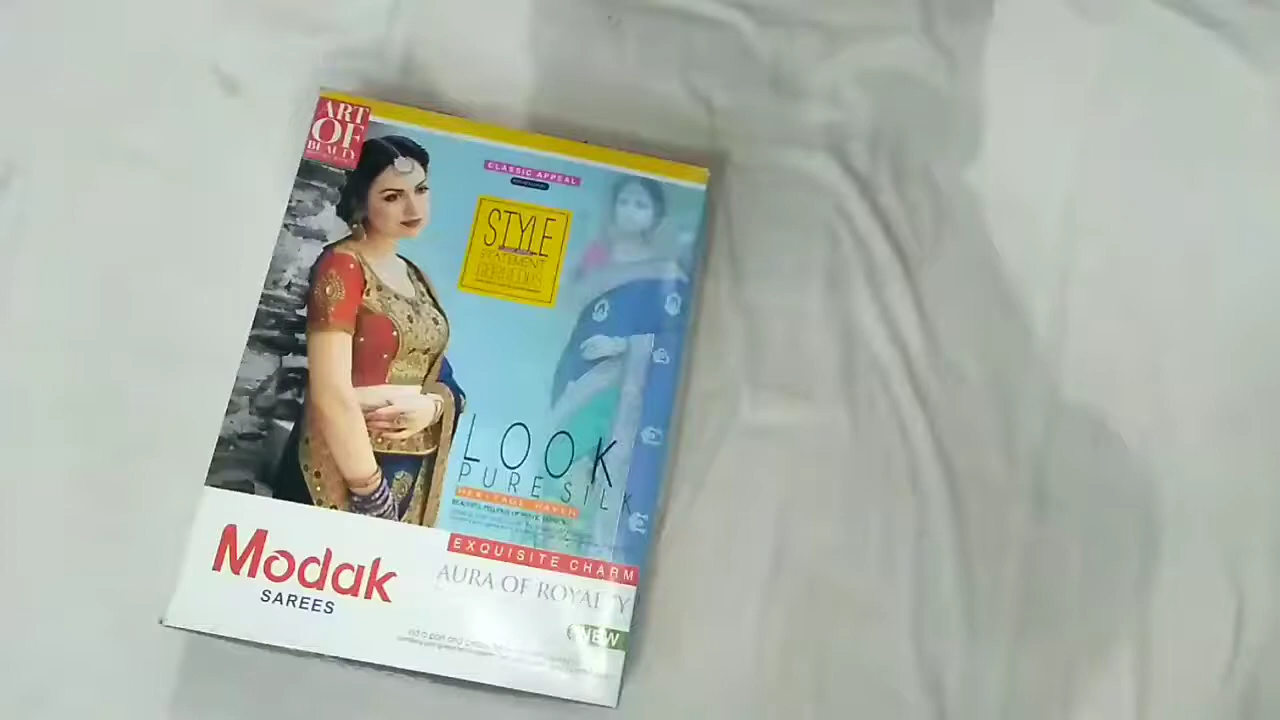 ART
OF
BEAUTY
CLASSIC APPEAL
STYLE
STATEMENT
GORGEOUS
LOOK
PURE SILK
HERITAGE HAVEN
EXQUISITE CHARM
AURA OF ROYALTY
Modak
SAREES
NEW